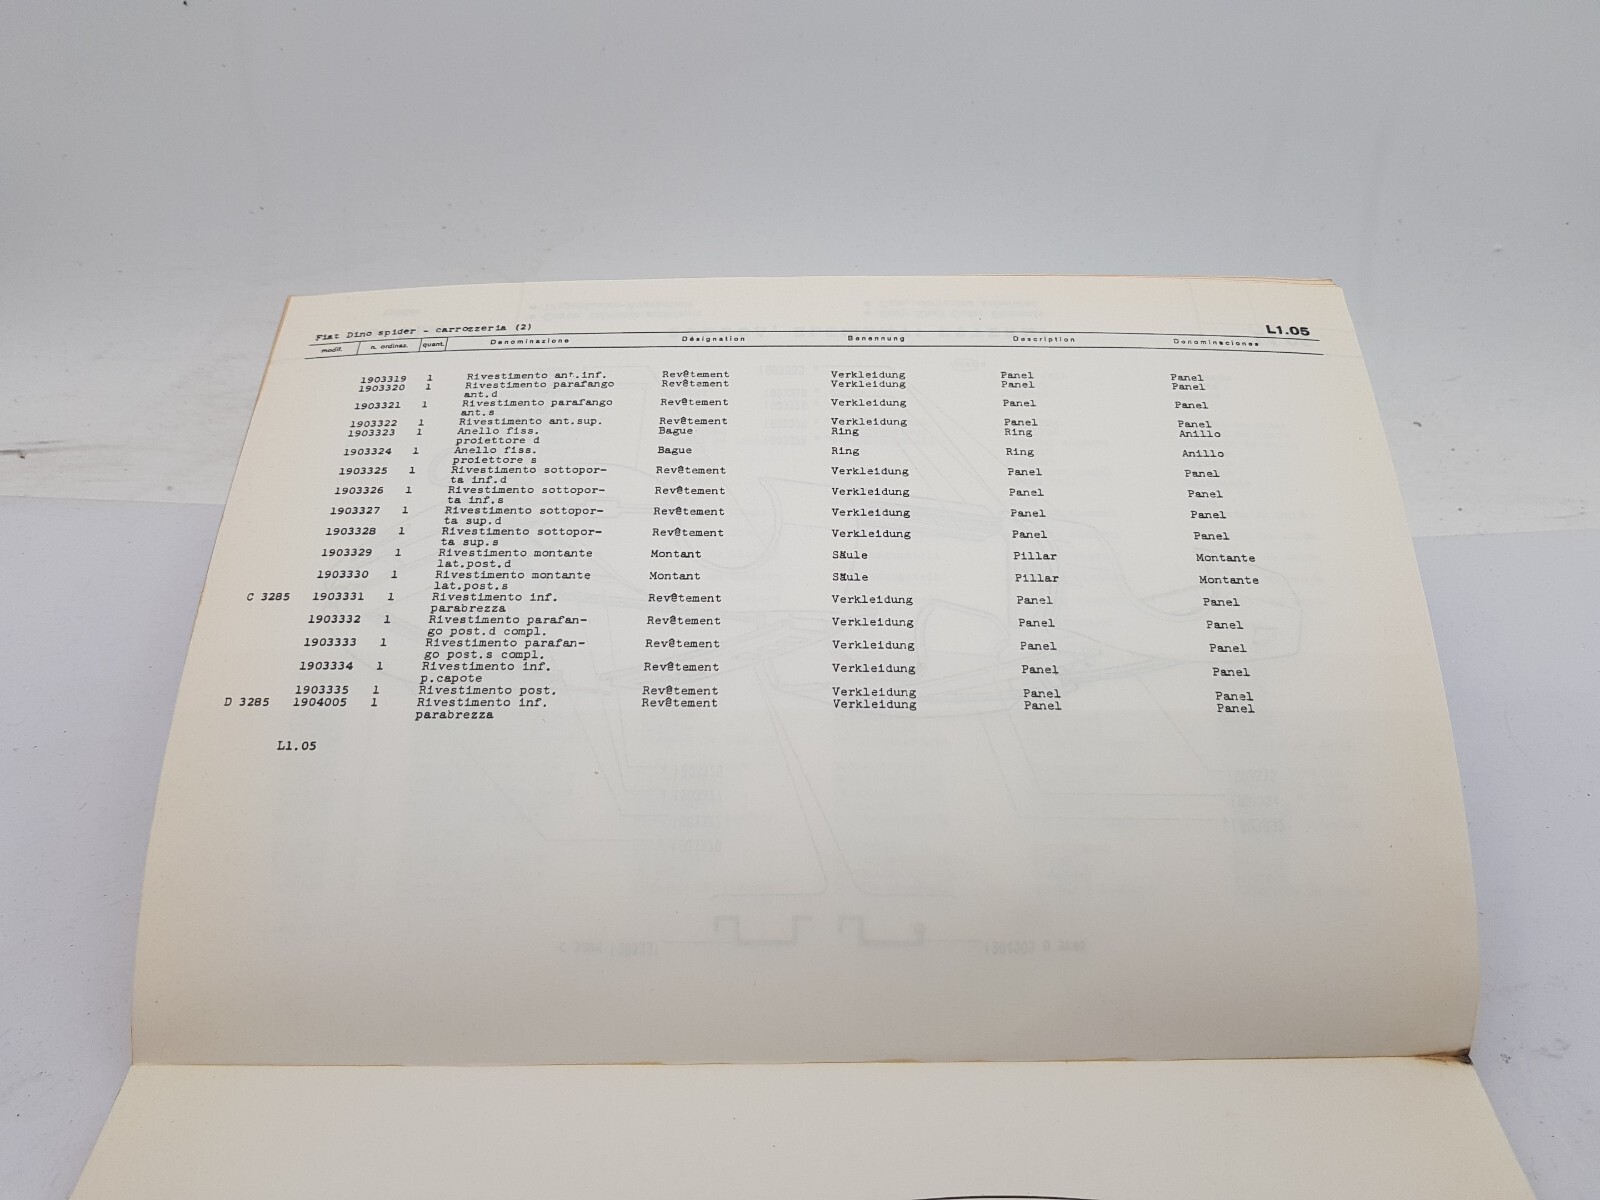 Fiat Dino spider - carrozzeria (2) L1.05
modif. n. ordinaz. quant. Denominazione Désignation Benennung Description Denominaciones
1903319 1 Rivestimento ant.inf. Revêtement Verkleidung Panel Panel
1903320 1 Rivestimento parafango Revêtement Verkleidung Panel Panel
ant.d
1903321 1 Rivestimento parafango Revêtement Verkleidung Panel Panel
ant.s
1903322 1 Rivestimento ant.sup. Revêtement Verkleidung Panel Panel
1903323 1 Anello fiss. Bague Ring Ring Anillo
proiettore d
1903324 1 Anello fiss. Bague Ring Ring Anillo
proiettore s
1903325 1 Rivestimento sottopor- Revêtement Verkleidung Panel Panel
ta inf.d
1903326 1 Rivestimento sottopor- Revêtement Verkleidung Panel Panel
ta inf.s
1903327 1 Rivestimento sottopor- Revêtement Verkleidung Panel Panel
ta sup.d
1903328 1 Rivestimento sottopor- Revêtement Verkleidung Panel Panel
ta sup.s
1903329 1 Rivestimento montante Montant Säule Pillar Montante
lat.post.d
1903330 1 Rivestimento montante Montant Säule Pillar Montante
lat.post.s
C 3285 1903331 1 Rivestimento inf. Revêtement Verkleidung Panel Panel
parabrezza
1903332 1 Rivestimento parafan- Revêtement Verkleidung Panel Panel
go post.d compl.
1903333 1 Rivestimento parafan- Revêtement Verkleidung Panel Panel
go post.s compl.
1903334 1 Rivestimento inf. Revêtement Verkleidung Panel Panel
p.capote
1903335 1 Rivestimento post. Revêtement Verkleidung Panel Panel
D 3285 1904005 1 Rivestimento inf. Revêtement Verkleidung Panel Panel
parabrezza
L1.05